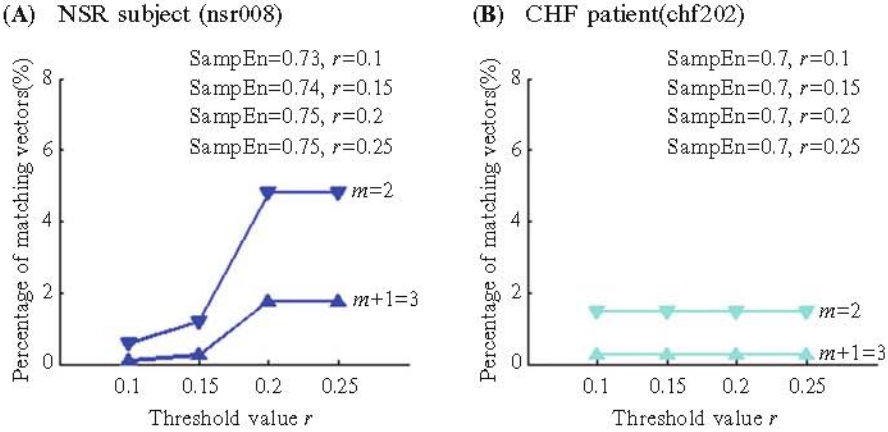 (A) NSR subject (nsr008)
SampEn=0.73, r=0.1
SampEn=0.74, r=0.15
SampEn=0.75, r=0.2
SampEn=0.75, r=0.25
Percentage of matching vectors(%)
8
6
4
2
0
m=2
m+1=3
0.1 0.15 0.2 0.25
Threshold value r
(B) CHF patient(chf202)
SampEn=0.7, r=0.1
SampEn=0.7, r=0.15
SampEn=0.7, r=0.2
SampEn=0.7, r=0.25
Percentage of matching vectors(%)
8
6
4
2
0
m=2
m+1=3
0.1 0.15 0.2 0.25
Threshold value r